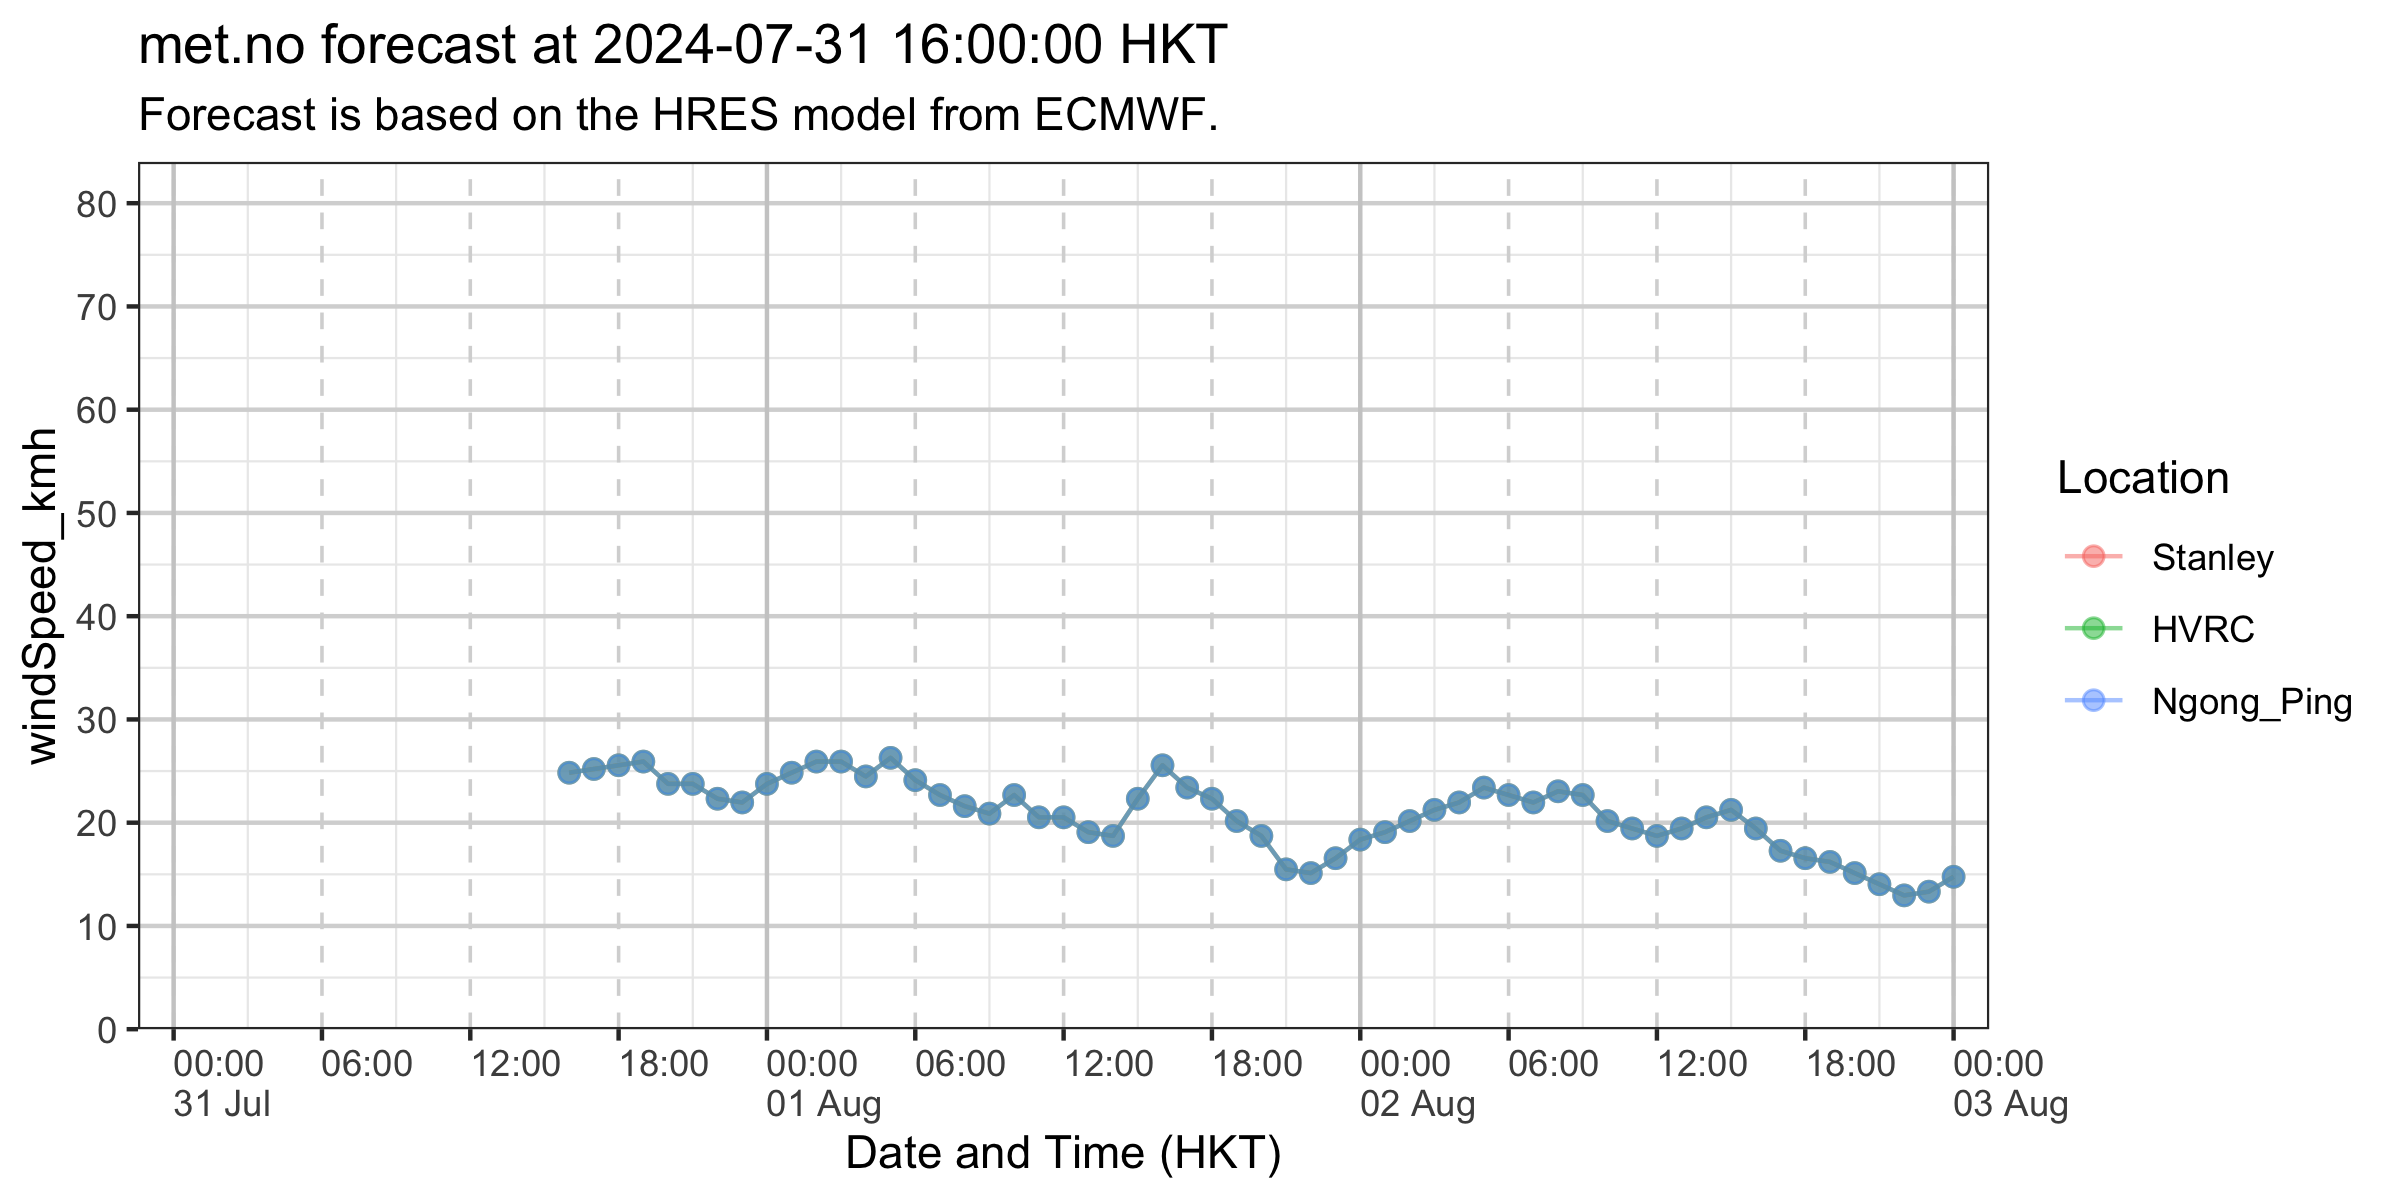 met.no forecast at 2024-07-31 16:00:00 HKT
Forecast is based on the HRES model from ECMWF.
windSpeed_kmh
80
70
60
50
40
30
20
10
0
00:00 06:00 12:00 18:00 00:00 06:00 12:00 18:00 00:00 06:00 12:00 18:00 00:00
31 Jul 01 Aug 02 Aug 03 Aug
Date and Time (HKT)
Location
Stanley
HVRC
Ngong_Ping